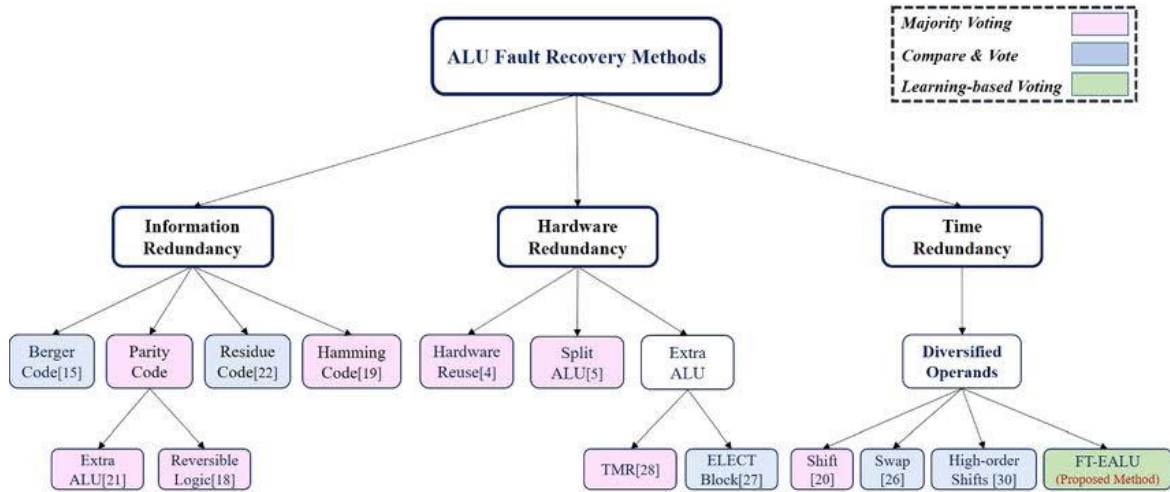 ALU Fault Recovery Methods
Majority Voting
Compare & Vote
Learning-based Voting
Information
Redundancy
Hardware
Redundancy
Time
Redundancy
Berger
Code[15]
Parity
Code
Residue
Code[22]
Hamming
Code[19]
Hardware
Reuse[4]
Split
ALU[5]
Extra
ALU
Diversified
Operands
Extra
ALU[21]
Reversible
Logic[18]
TMR[28]
ELECT
Block[27]
Shift
[20]
Swap
[26]
High-order
Shifts [30]
FT-EALU
(Proposed Method)